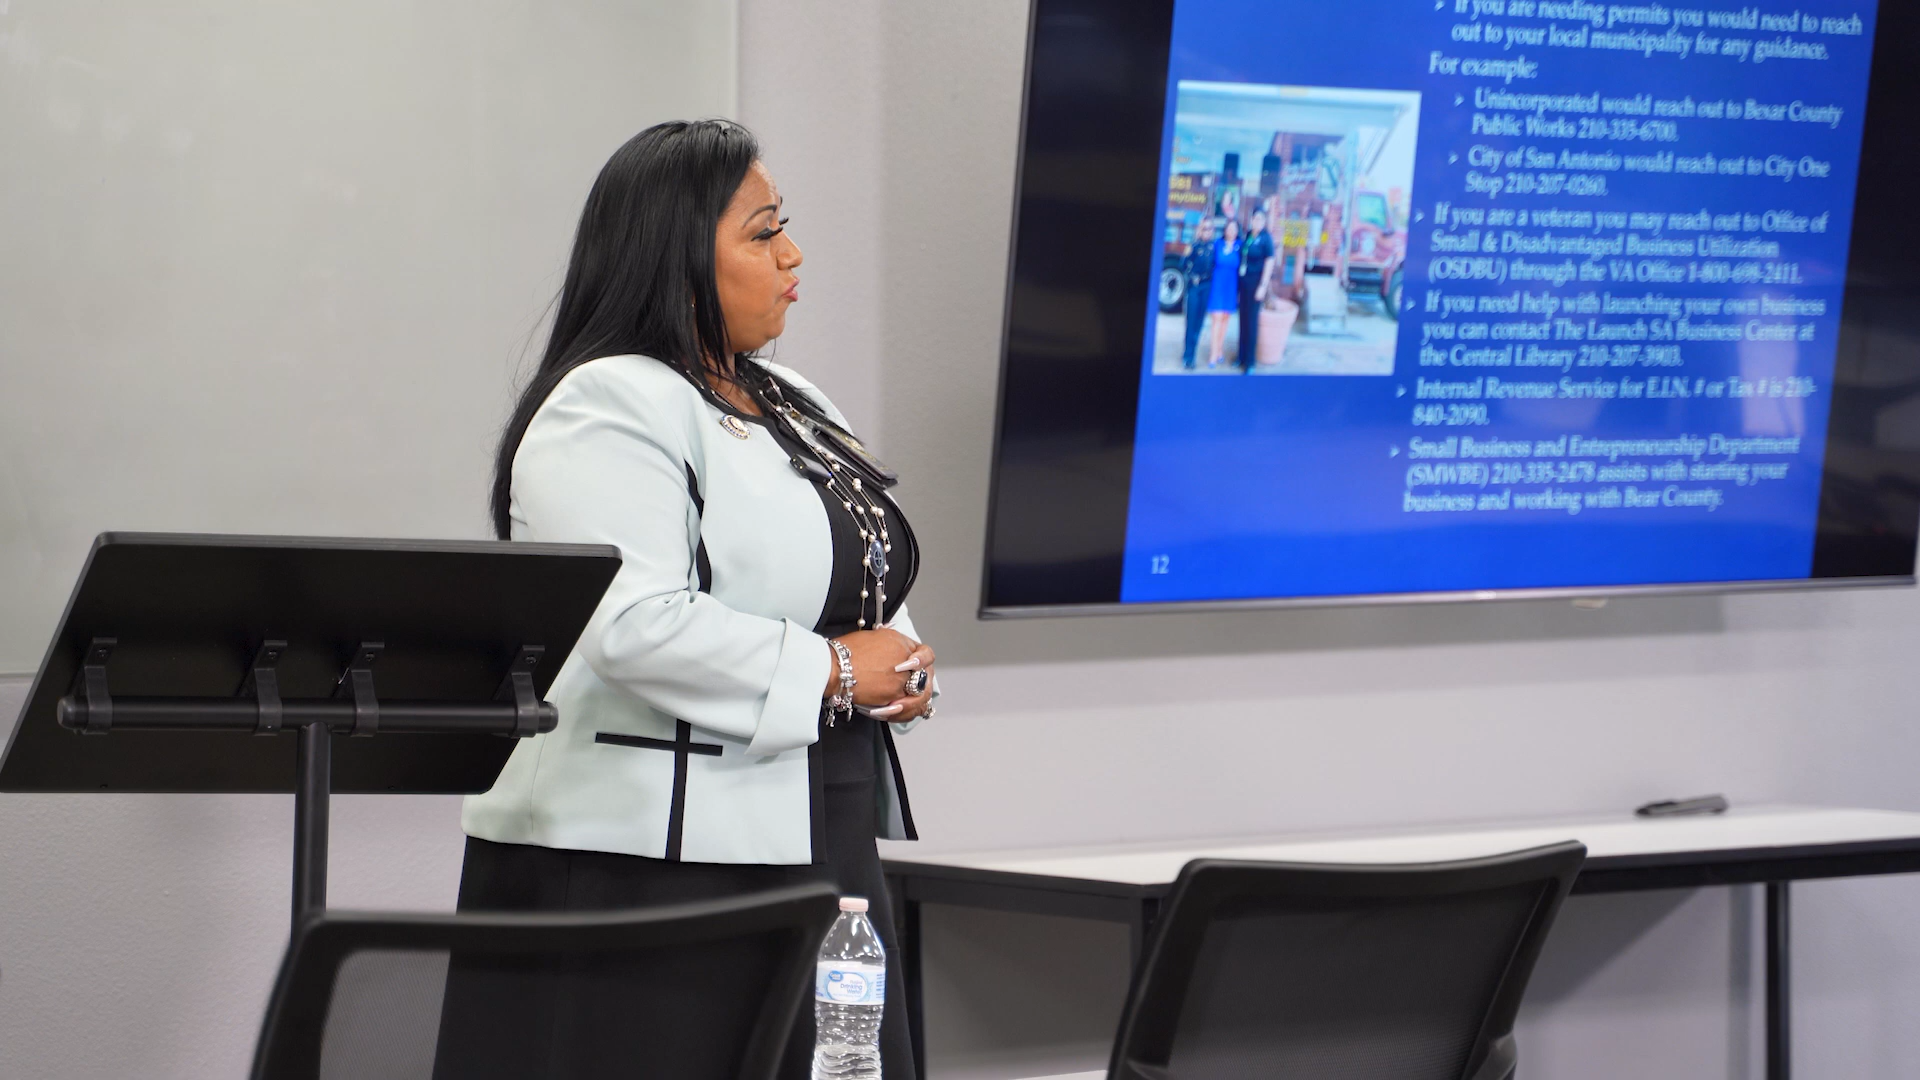 If you are needing permits you would need to reach
out to your local municipality for any guidance.
For example:
Unincorporated would reach out to Bexar County
Public Works 210-335-6700.
City of San Antonio would reach out to City One
Stop 210-207-0260.
If you are a veteran you may reach out to Office of
Small & Disadvantaged Business Utilization
(OSDBU) through the VA Office 1-800-698-2411.
If you need help with launching your own business
you can contact The Launch SA Business Center at
the Central Library 210-207-3903.
Internal Revenue Service for E.I.N. # or Tax # is 210-
840-2090.
Small Business and Entrepreneurship Department
(SMWBE) 210-335-2478 assists with starting your
business and working with Bear County.
12
Drinking
Water